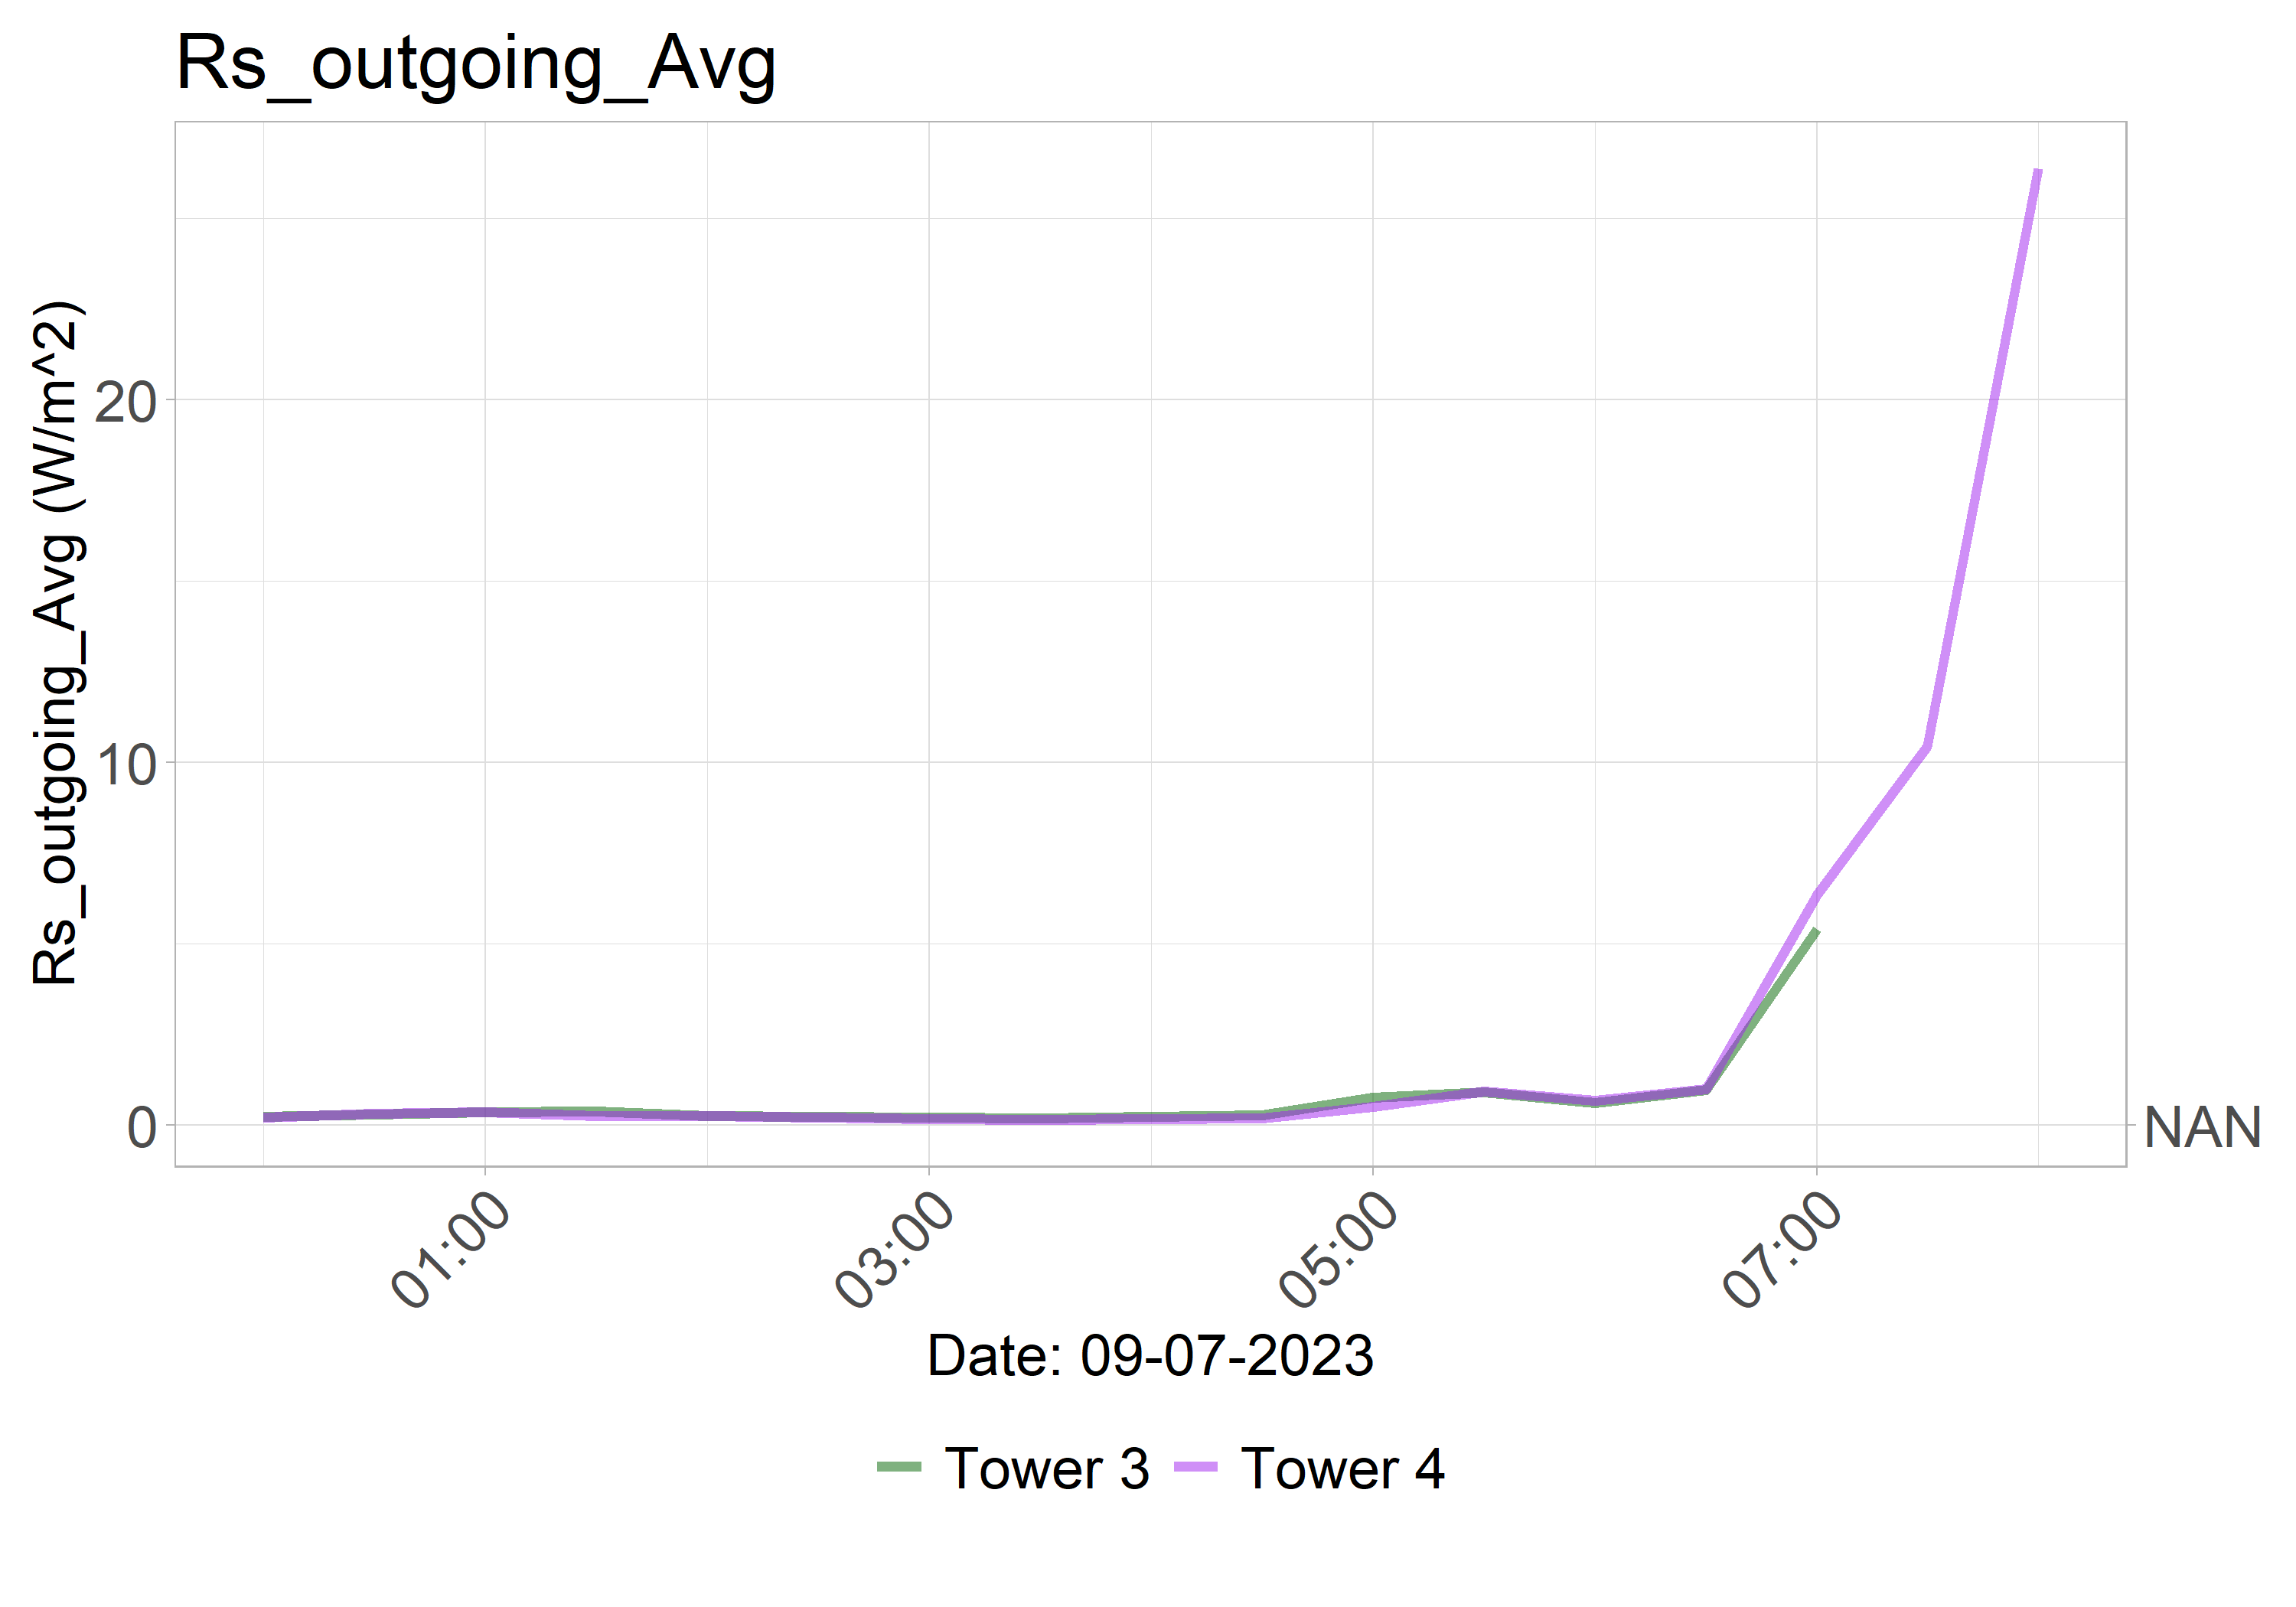 Rs_outgoing_Avg
Rs_outgoing_Avg (W/m^2)
20
10
0
NAN
01:00
03:00
05:00
07:00
Date: 09-07-2023
Tower 3
Tower 4